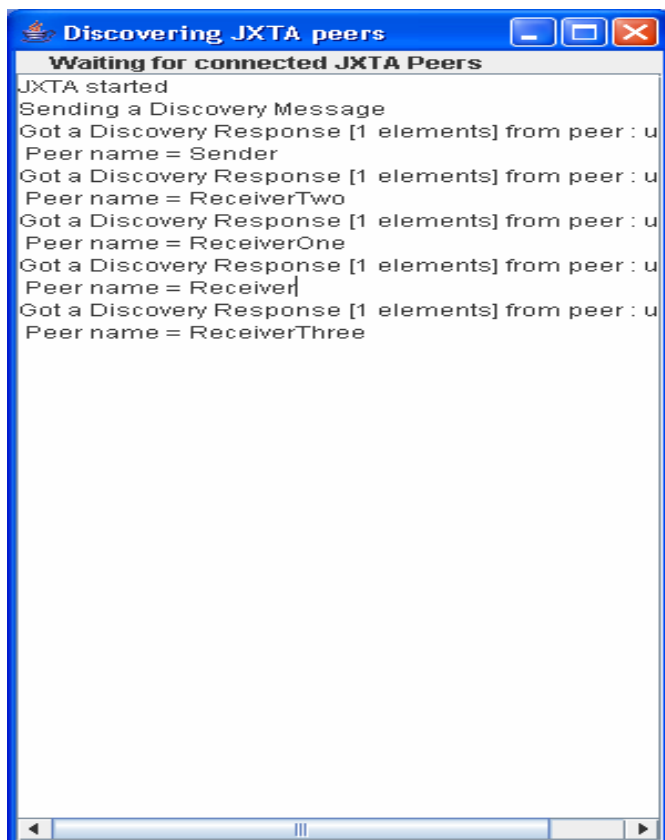 Discovering JXTA peers
Waiting for connected JXTA Peers
JXTA started
Sending a Discovery Message
Got a Discovery Response [1 elements] from peer : u
Peer name = Sender
Got a Discovery Response [1 elements] from peer : u
Peer name = ReceiverTwo
Got a Discovery Response [1 elements] from peer : u
Peer name = ReceiverOne
Got a Discovery Response [1 elements] from peer : u
Peer name = Receiver
Got a Discovery Response [1 elements] from peer : u
Peer name = ReceiverThree